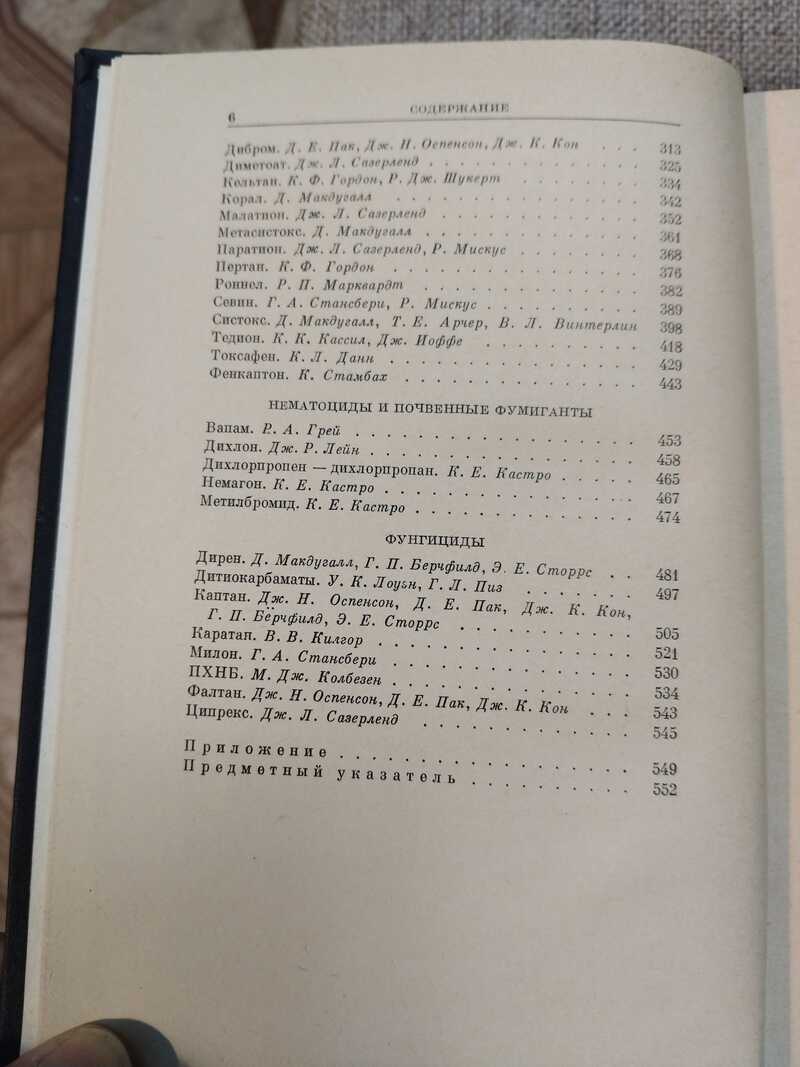 6 СОДЕРЖАНИЕ
Дибром. Д. Е. Пак, Дж. Н. Оспенсон, Дж. К. Кон . . . 313
Диметоат. Дж. Л. Сазерленд . . . . . . . . . . . . . 325
Кельтан. К. Ф. Гордон, Р. Дж. Шукерт . . . . . . . . 334
Корал. Д. Макдугалл . . . . . . . . . . . . . . . . 342
Малатион. Дж. Л. Сазерленд . . . . . . . . . . . . . 352
Метасистокс. Д. Макдугалл . . . . . . . . . . . . . 361
Паратион. Дж. Л. Сазерленд, Р. Мискус . . . . . . . . 368
Пертан. К. Ф. Гордон . . . . . . . . . . . . . . . . 376
Роннел. Р. П. Марквардт . . . . . . . . . . . . . . 382
Севин. Г. А. Стансбери, Р. Мискус . . . . . . . . . . 389
Систокс. Д. Макдугалл, Т. Е. Арчер, В. Л. Винтерлин 398
Тедион. К. К. Кассил, Дж. Иоффе . . . . . . . . . . 418
Токсафен. К. Л. Данн . . . . . . . . . . . . . . . . 429
Фенкаптон. К. Стамбах . . . . . . . . . . . . . . . 443
НЕМАТОЦИДЫ И ПОЧВЕННЫЕ ФУМИГАНТЫ
Вапам. Р. А. Грей . . . . . . . . . . . . . . . . . 453
Дихлон. Дж. Р. Лейн . . . . . . . . . . . . . . . . 458
Дихлорпропен — дихлорпропан. К. Е. Кастро . . . . . 465
Немагон. К. Е. Кастро . . . . . . . . . . . . . . . 467
Метилбромид. К. Е. Кастро . . . . . . . . . . . . . 474
ФУНГИЦИДЫ
Дирен. Д. Макдугалл, Г. П. Берчфилд, Э. Е. Сторрс . . 481
Дитиокарбаматы. У. К. Лоуэн, Г. Л. Пиз . . . . . . . 497
Каптан. Дж. Н. Оспенсон, Д. Е. Пак, Дж. К. Кон,
Г. П. Берчфилд, Э. Е. Сторрс . . . . . . . . . . . 505
Каратан. В. В. Килгор . . . . . . . . . . . . . . . 521
Милон. Г. А. Стансбери . . . . . . . . . . . . . . . 530
ПХНБ. М. Дж. Колбезен . . . . . . . . . . . . . . . 534
Фалтан. Дж. Н. Оспенсон, Д. Е. Пак, Дж. К. Кон . . . 543
Ципрекс. Дж. Л. Сазерленд . . . . . . . . . . . . . 545
Приложение . . . . . . . . . . . . . . . . . . . . 549
Предметный указатель . . . . . . . . . . . . . . . 552